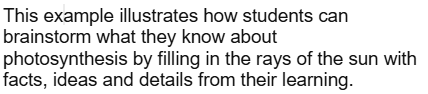 This example illustrates how students can
brainstorm what they know about
photosynthesis by filling in the rays of the sun with
facts, ideas and details from their learning.